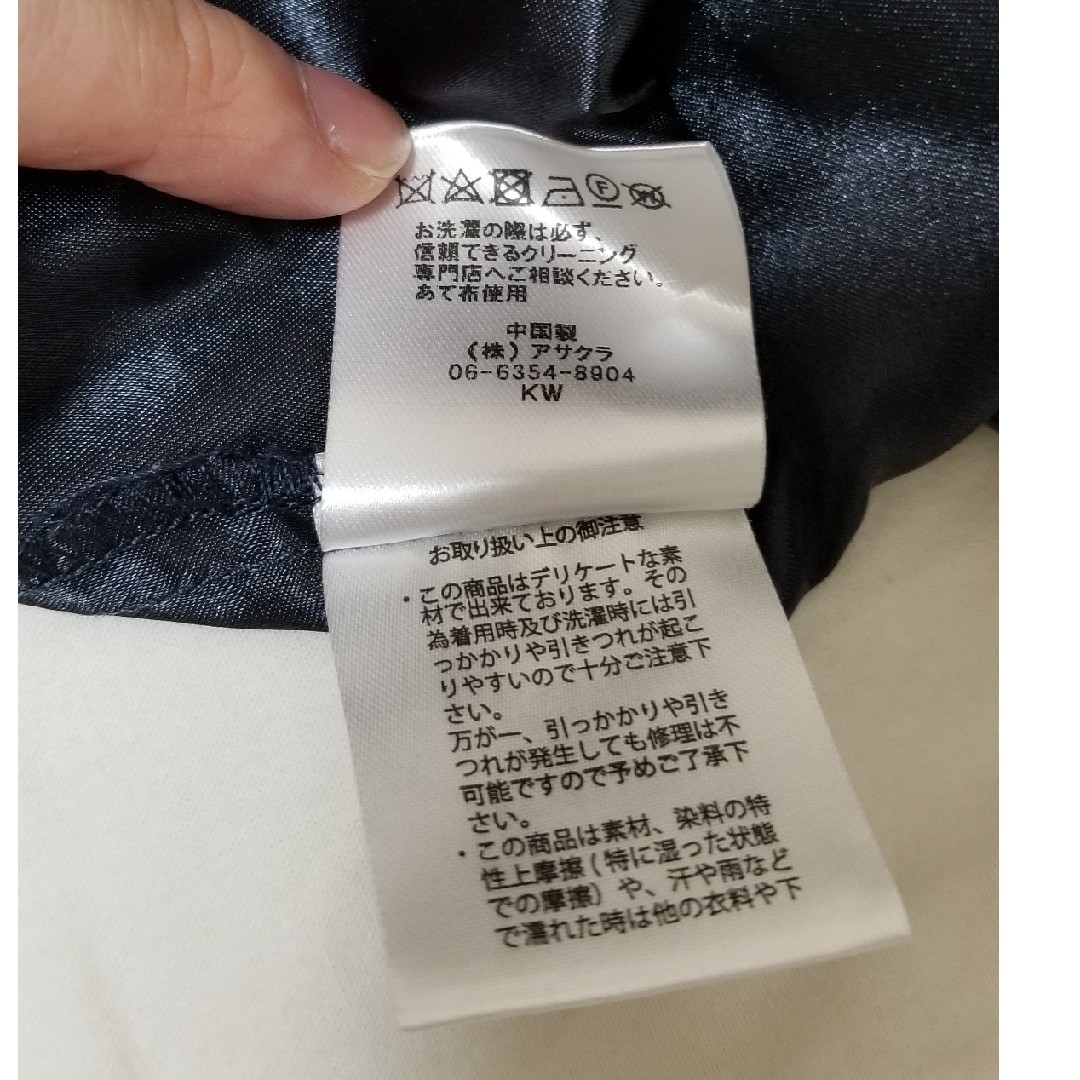 お洗濯の際は必ず、
信頼できるクリーニング
専門店へご相談ください。
あて布使用
中国製
(株)アサクラ
06-6354-8904
KW
お取り扱い上の御注意
・この商品はデリケートな素
材で出来ております。その
為着用時及び洗濯時には引
っかかりや引きつれが起こ
りやすいので十分ご注意下
さい。
万が一、引っかかりや引き
つれが発生しても修理は不
可能ですので予めご了承下
さい。
・この商品は素材、染料の特
性上摩擦(特に湿った状態
での摩擦)や、汗や雨など
で濡れた時は他の衣料や下